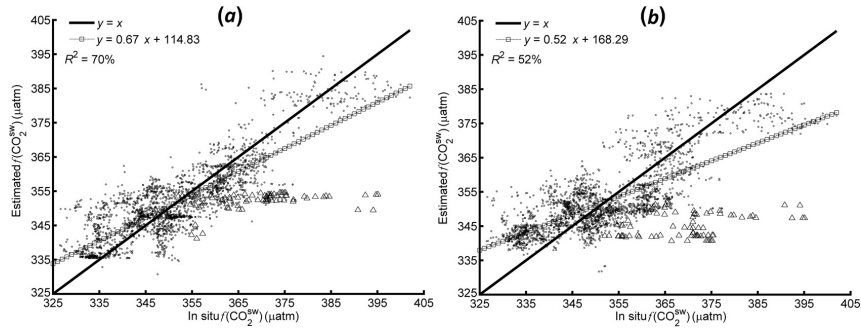 (a)
y = x
y = 0.67 x + 114.83
R² = 70%
Estimated f(CO₂ˢʷ)(μatm)
405
395
385
375
365
355
345
335
325
325 335 345 355 365 375 385 395 405
In situ f(CO₂ˢʷ)(μatm)
(b)
y = x
y = 0.52 x + 168.29
R² = 52%
Estimated f(CO₂ˢʷ)(μatm)
405
395
385
375
365
355
345
335
325
325 335 345 355 365 375 385 395 405
In situ f(CO₂ˢʷ)(μatm)